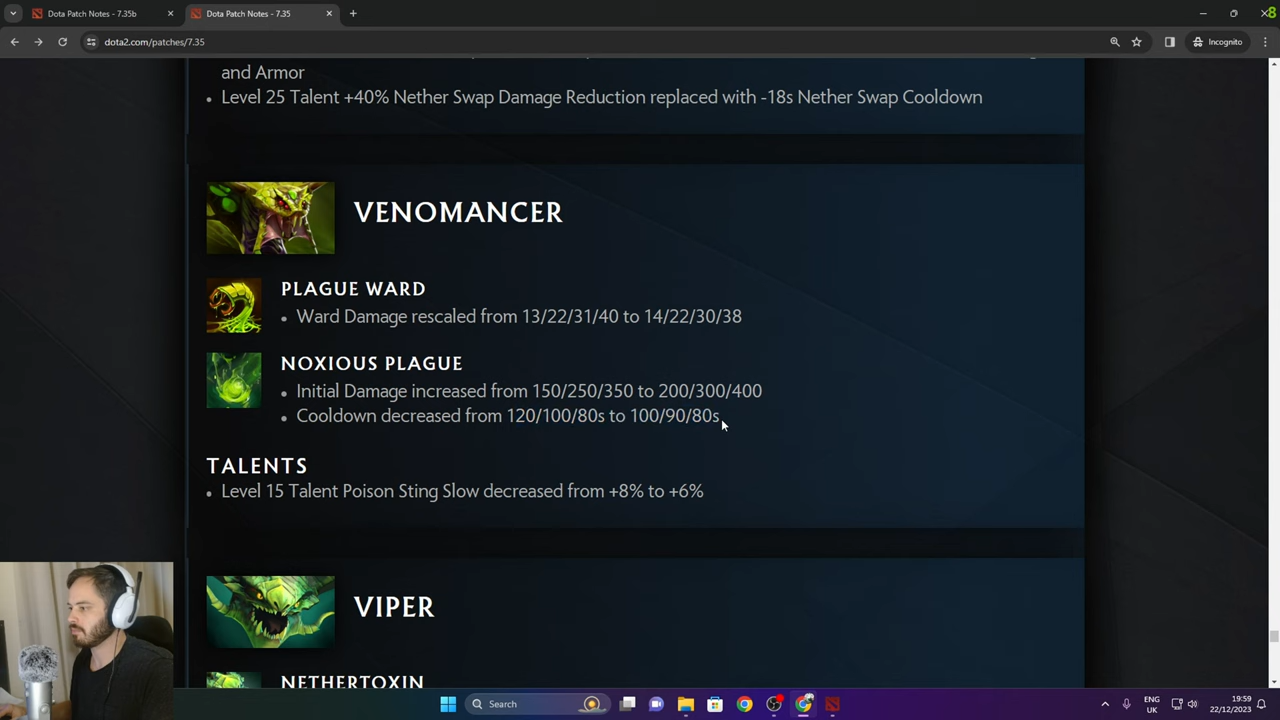 Dota Patch Notes - 7.35b
Dota Patch Notes - 7.35
8
dota2.com/patches/7.35
Incognito
and Armor
Level 25 Talent +40% Nether Swap Damage Reduction replaced with -18s Nether Swap Cooldown
VENOMANCER
PLAGUE WARD
Ward Damage rescaled from 13/22/31/40 to 14/22/30/38
NOXIOUS PLAGUE
Initial Damage increased from 150/250/350 to 200/300/400
Cooldown decreased from 120/100/80s to 100/90/80s
TALENTS
Level 15 Talent Poison Sting Slow decreased from +8% to +6%
VIPER
NETHERTOXIN
Search
ENG
UK
19:59
22/12/2023